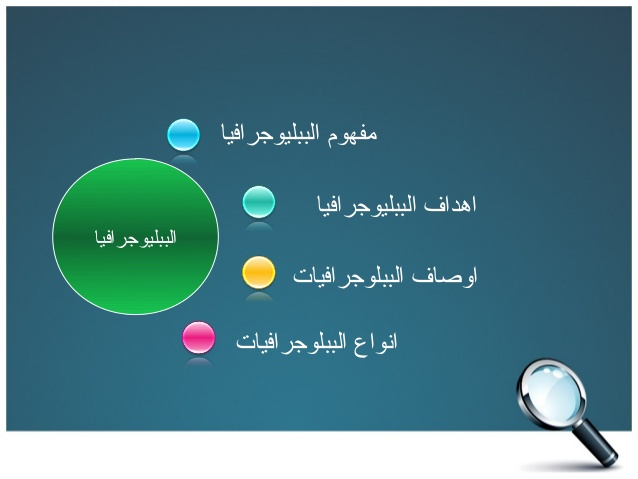 مفهوم الببليوجرافيا
اهداف الببليوجرافيا
الببليوجرافيا
اوصاف الببلوجرافيات
انواع الببلوجرافيات